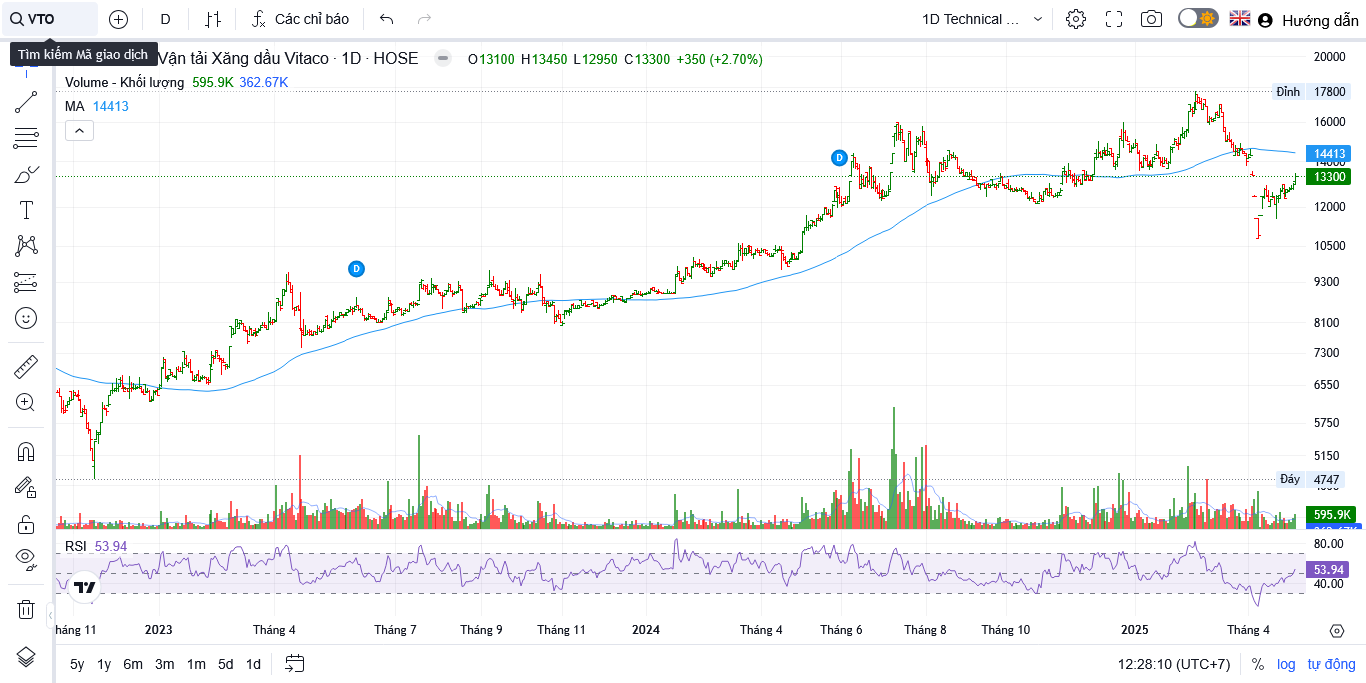 VTO
D
Các chỉ báo
1D Technical ...
Hướng dẫn
Tìm kiếm Mã giao dịch
Vận tải Xăng dầu Vitaco · 1D · HOSE
O13100 H13450 L12950 C13300 +350 (+2.70%)
Volume - Khối lượng 595.9K 362.67K
MA 14413
20000
Đỉnh 17800
16000
14413
14000
13300
12000
10500
9300
8100
7300
6550
5750
5150
Đáy 4747
595.9K
D
D
RSI 53.94
80.00
53.94
40.00
háng 11 2023 Tháng 4 Tháng 7 Tháng 9 Tháng 11 2024 Tháng 4 Tháng 6 Tháng 8 Tháng 10 2025 Tháng 4
5y 1y 6m 3m 1m 5d 1d
12:28:10 (UTC+7) % log tự động